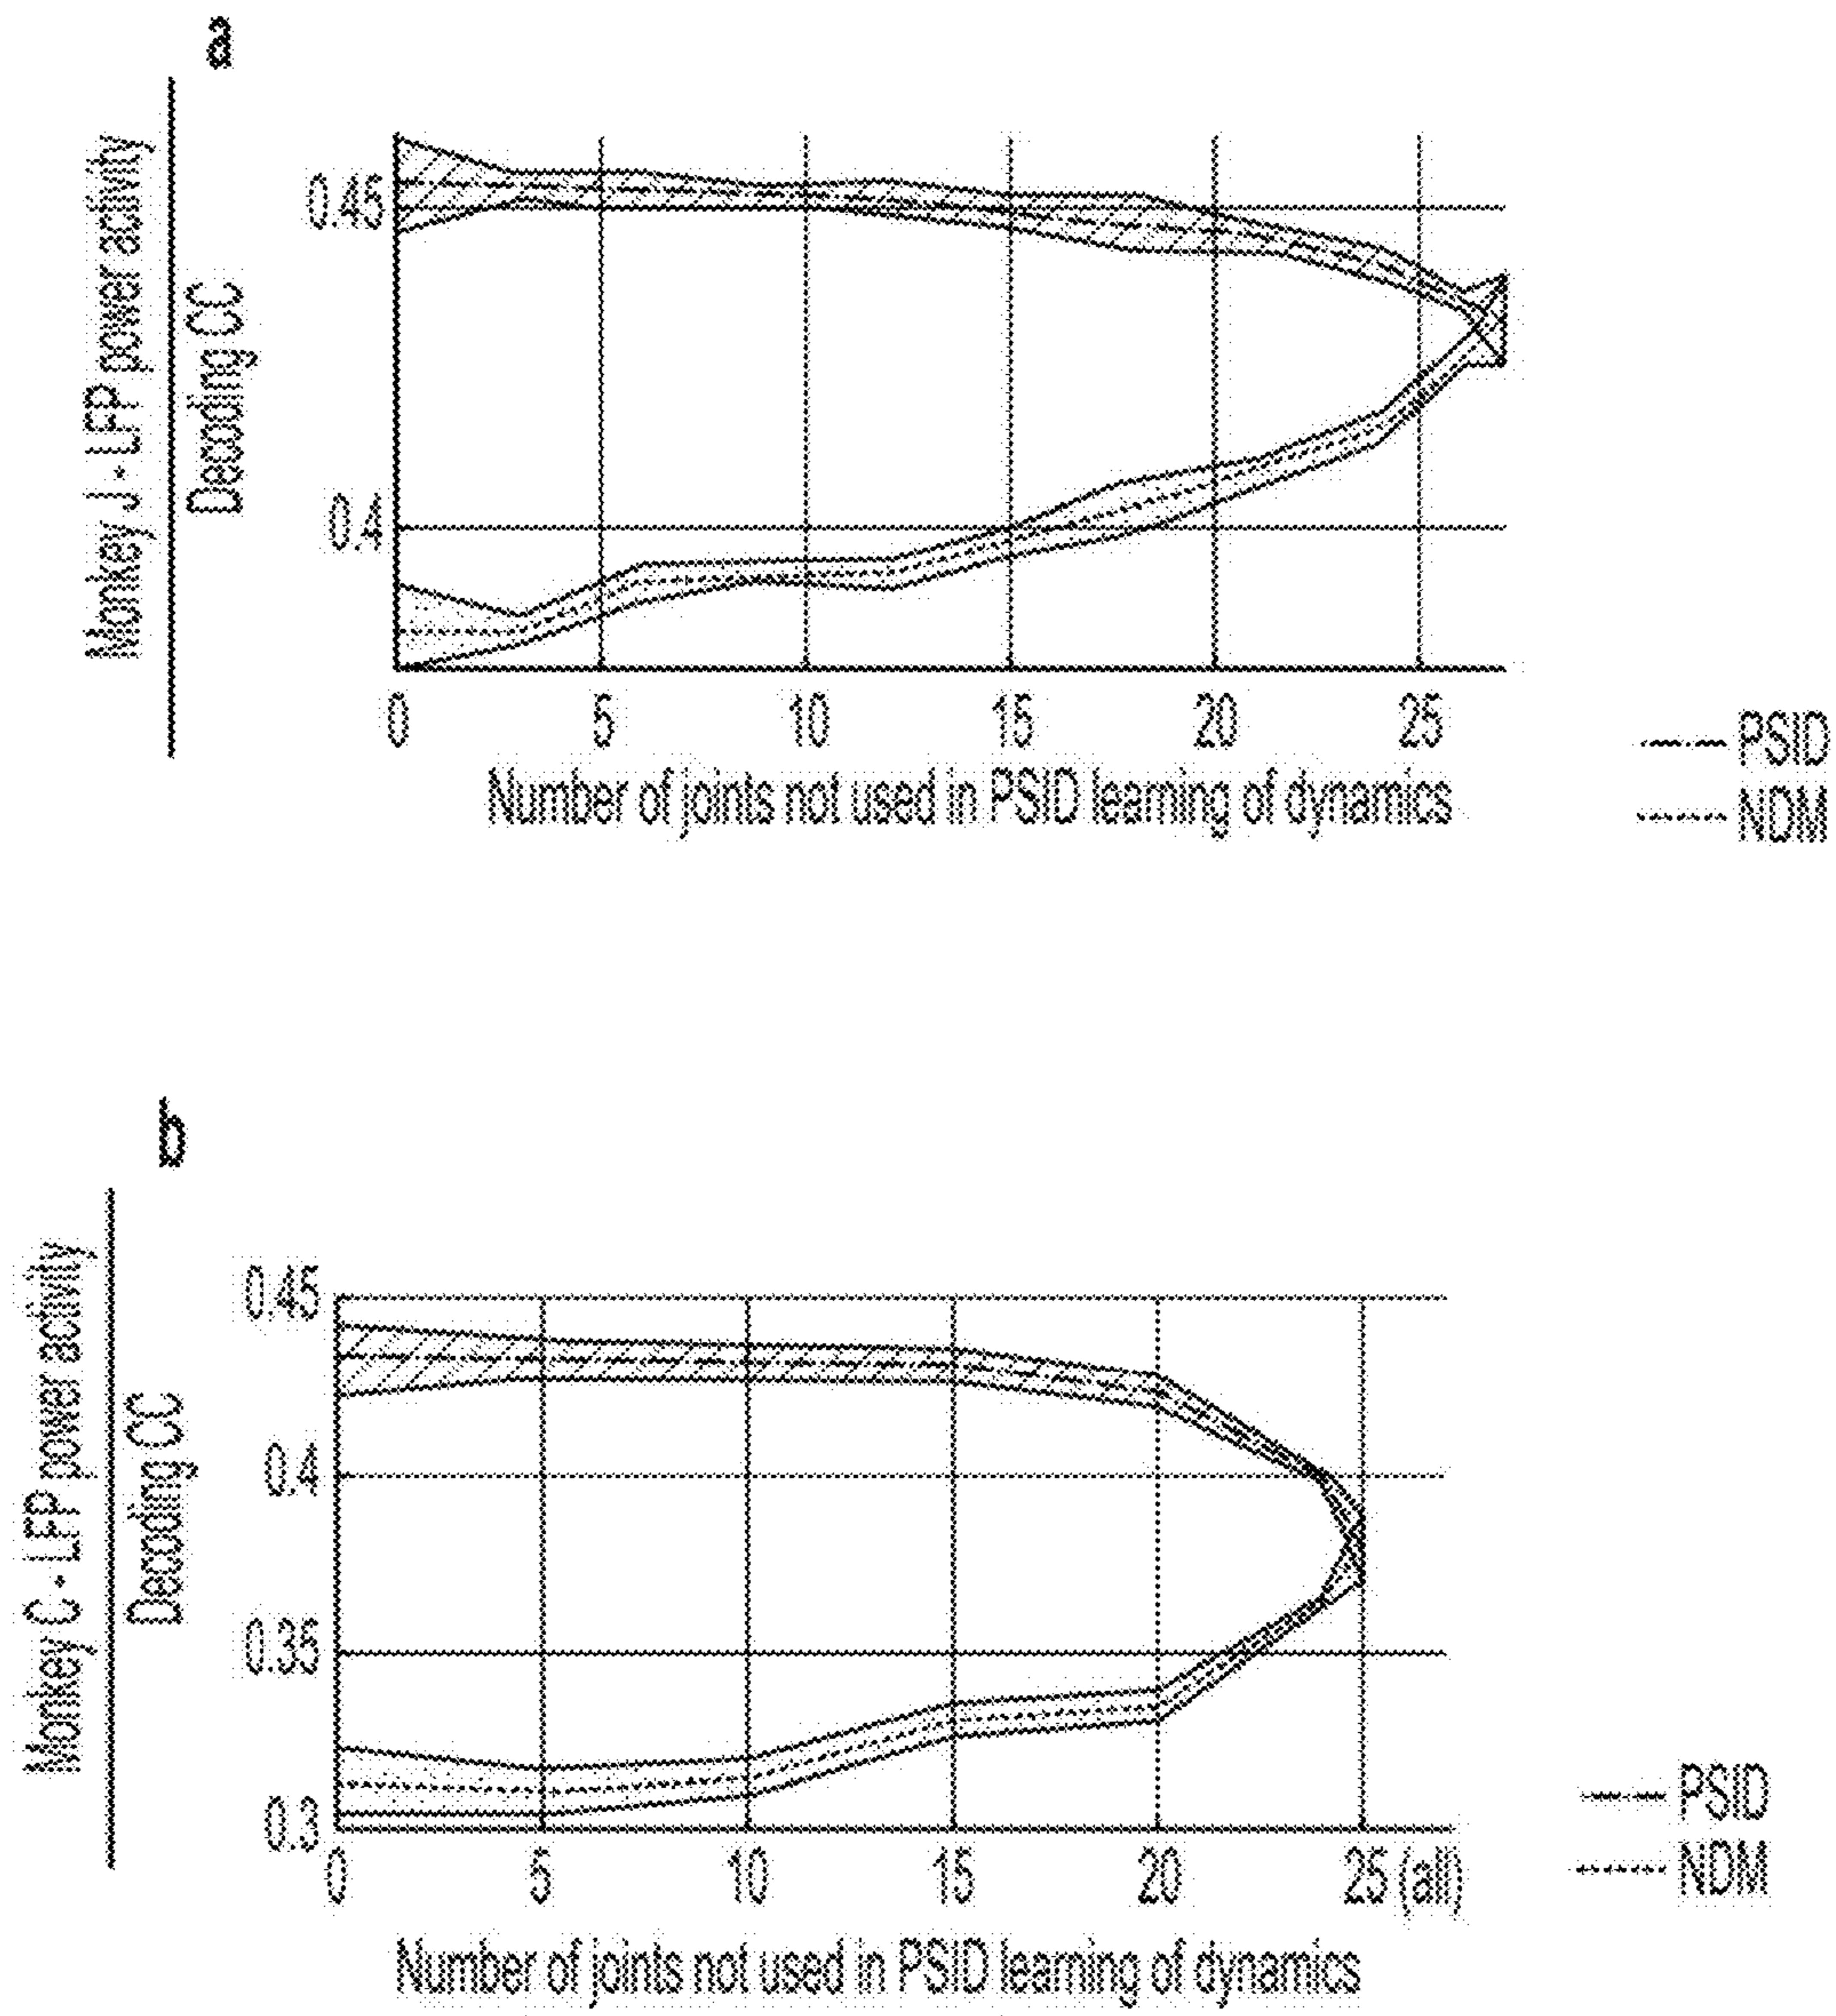 a
Monkey J - LFP power activity
Decoding CC
0.45
0.4
0 5 10 15 20 25
Number of joints not used in PSID learning of dynamics
PSID
NDM
b
Monkey C - LFP power activity
Decoding CC
0.45
0.4
0.35
0.3
0 5 10 15 20 25 (all)
Number of joints not used in PSID learning of dynamics
PSID
NDM